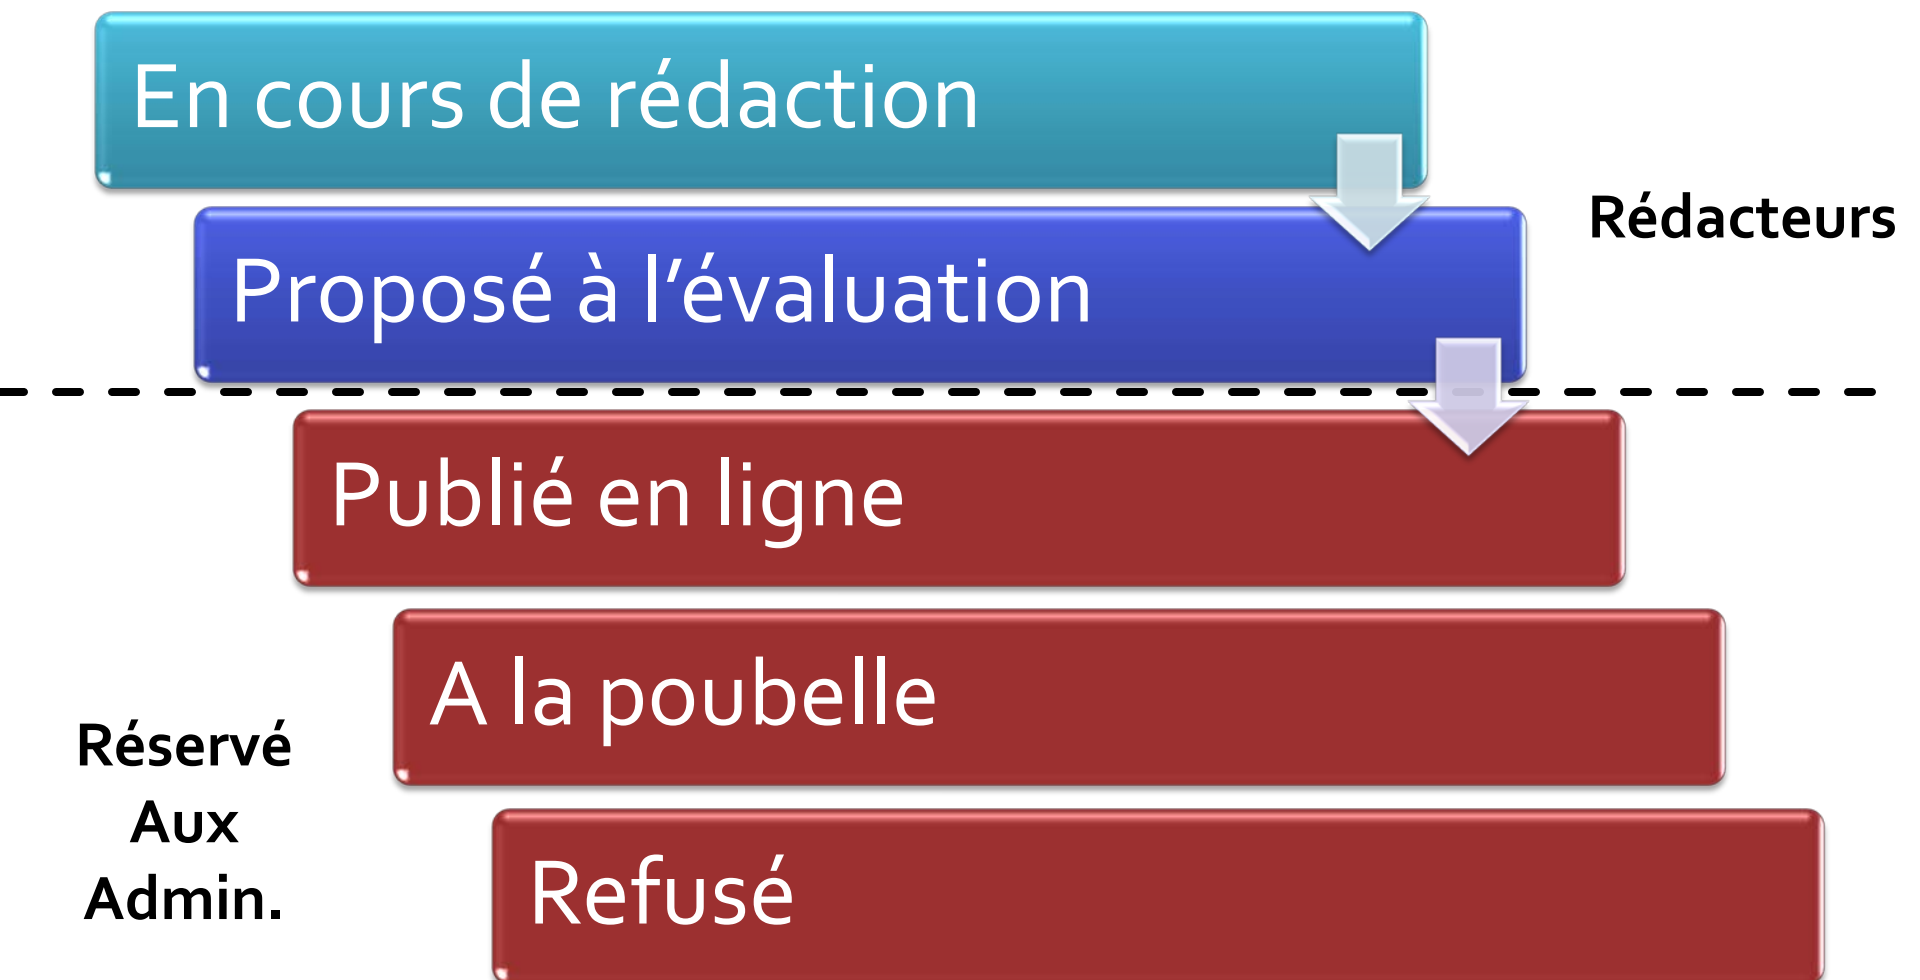 En cours de rédaction
Rédacteurs
Proposé à l’évaluation
Publié en ligne
A la poubelle
Réservé
Aux
Admin.
Refusé